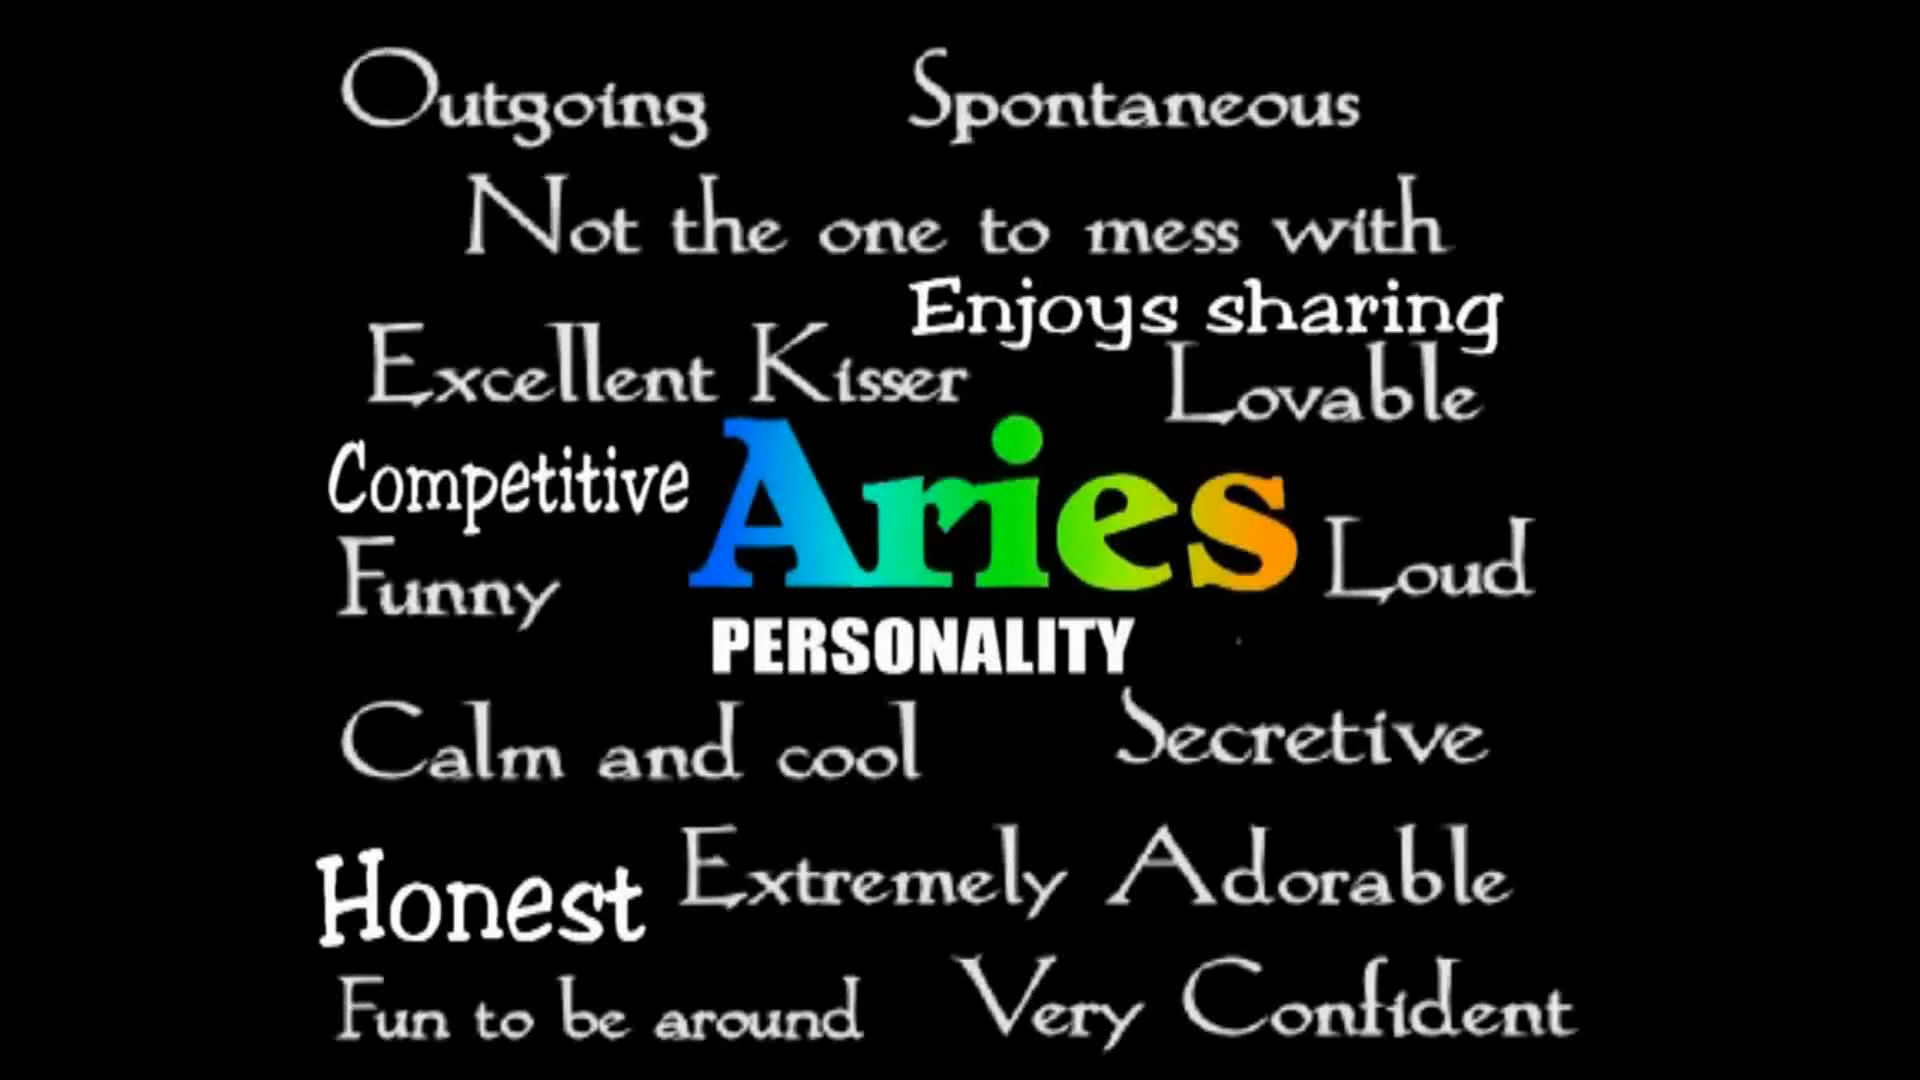 Outgoing Spontaneous
Not the one to mess with
Enjoys sharing
Excellent Kisser Lovable
Competitive Aries
Funny Loud
PERSONALITY
Calm and cool Secretive
Honest Extremely Adorable
Fun to be around Very Confident